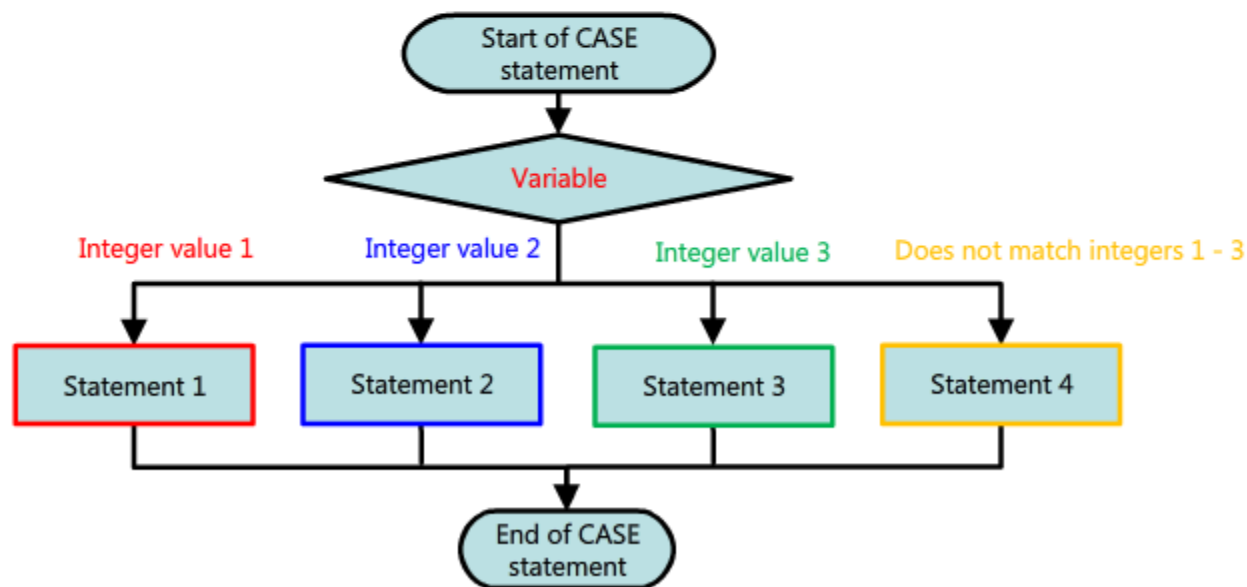 Start of CASE
statement
Variable
Integer value 1
Integer value 2
Integer value 3
Does not match integers 1 - 3
Statement 1
Statement 2
Statement 3
Statement 4
End of CASE
statement